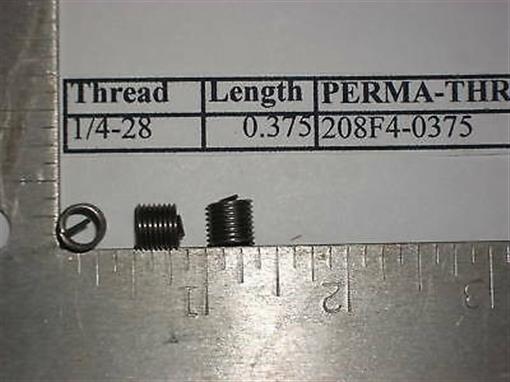 Thread Length PERMA-THR
1/4-28 0.375 208F4-0375
1 2 3